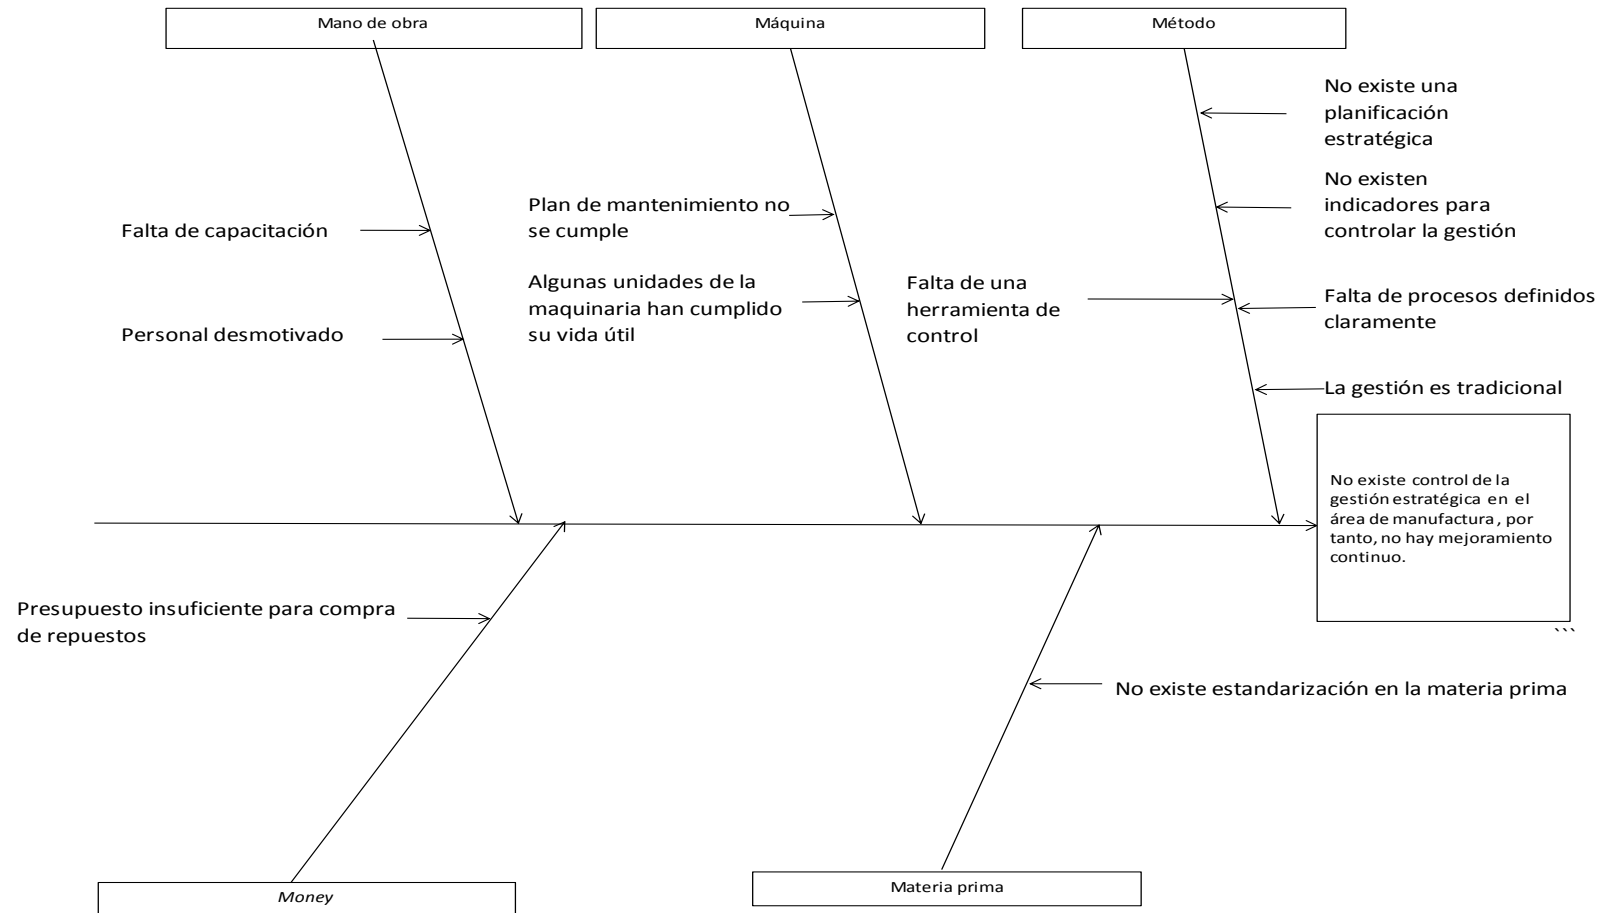 Mano de obra
Máquina
Método
No existe una
planificación
estratégica
No existen
indicadores para
controlar la gestión
Plan de mantenimiento no
se cumple
Falta de capacitación
Algunas unidades de la
maquinaria han cumplido
su vida útil
Falta de una
herramienta de
control
Falta de procesos definidos
claramente
Personal desmotivado
La gestión es tradicional
No existe control de la
gestión estratégica en el
área de manufactura, por
tanto, no hay mejoramiento
continuo.
Presupuesto insuficiente para compra
de repuestos
```
No existe estandarización en la materia prima
Money
Materia prima